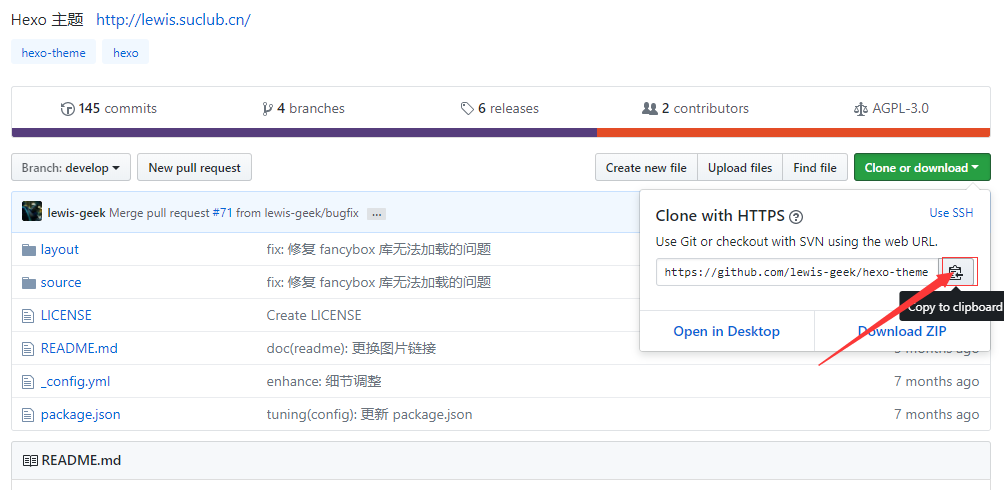 Hexo 主题 http://lewis.suclub.cn/
hexo-theme hexo
145 commits 4 branches 6 releases 2 contributors AGPL-3.0
Branch: develop New pull request Create new file Upload files Find file Clone or download
lewis-geek Merge pull request #71 from lewis-geek/bugfix ...
Clone with HTTPS ? Use SSH
Use Git or checkout with SVN using the web URL.
https://github.com/lewis-geek/hexo-theme
Copy to clipboard
Open in Desktop Download ZIP
layout fix: 修复 fancybox 库无法加载的问题
source fix: 修复 fancybox 库无法加载的问题
LICENSE Create LICENSE
README.md doc(readme): 更换图片链接 months ago
_config.yml enhance: 细节调整 7 months ago
package.json tuning(config): 更新 package.json 7 months ago
README.md